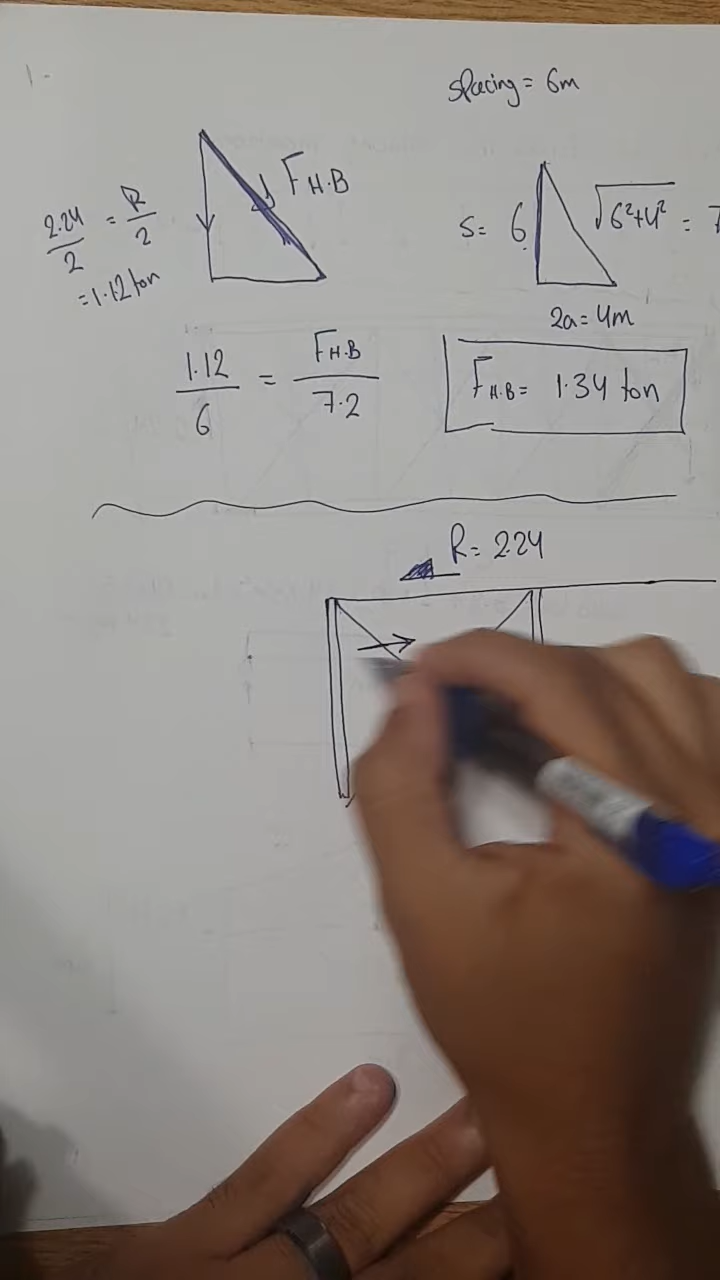 1-
spacing = 6m
2.24/2 = R/2
= 1.12 ton
F H.B
S = 6
√6²+4² = 7
2a = 4m
1.12/6 = F H.B/7.2
F H.B = 1.34 ton
R = 2.24